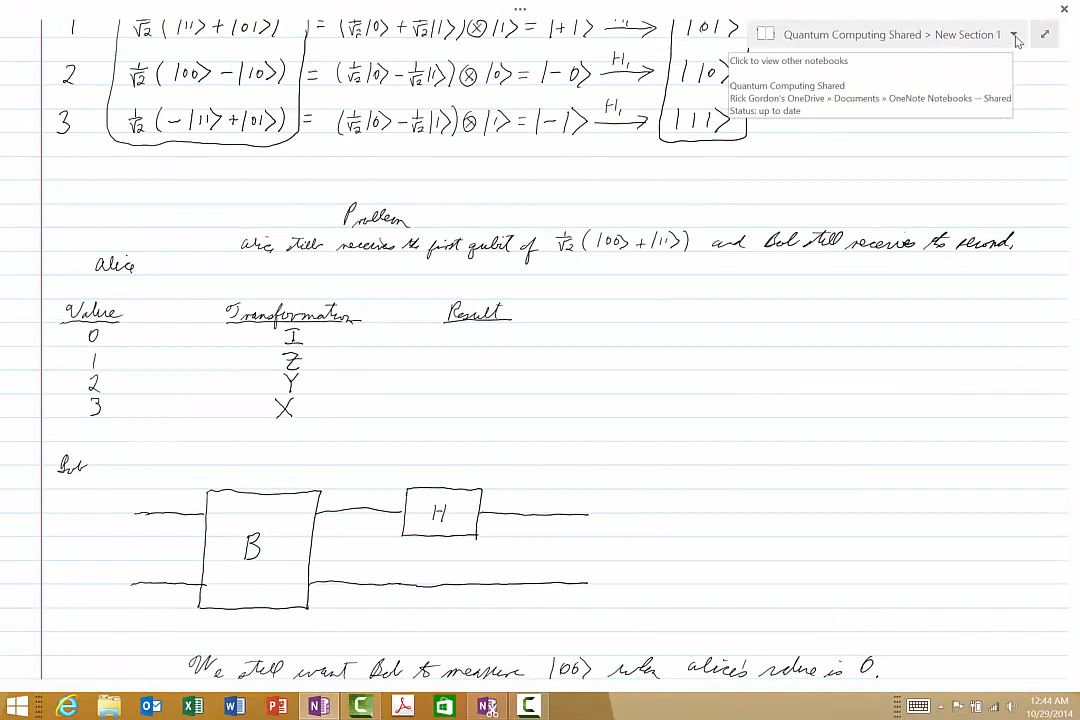 1 1/√2 (|11⟩ + |01⟩) = (1/√2|0⟩ + 1/√2|1⟩) ⊗ |1⟩ = |+1⟩ ⟶ |01⟩
2 1/√2 (|00⟩ − |10⟩) = (1/√2|0⟩ − 1/√2|1⟩) ⊗ |0⟩ = |−0⟩ H₁⟶ |10⟩
3 1/√2 (−|11⟩ + |01⟩) = (1/√2|0⟩ − 1/√2|1⟩) ⊗ |1⟩ = |−1⟩ H₁⟶ |11⟩
Quantum Computing Shared > New Section 1
Click to view other notebooks
Quantum Computing Shared
Rick Gordon's OneDrive » Documents » OneNote Notebooks -- Shared
Status: up to date
Problem
Alice still receives the first qubit of 1/√2 (|00⟩ + |11⟩) and Bob still receives the second.
Alice
Value Transformation Result
0 I
1 Z
2 Y
3 X
Bob
B H
We still want Bob to measure |00⟩ when Alice's value is 0.
12:44 AM
10/29/2014